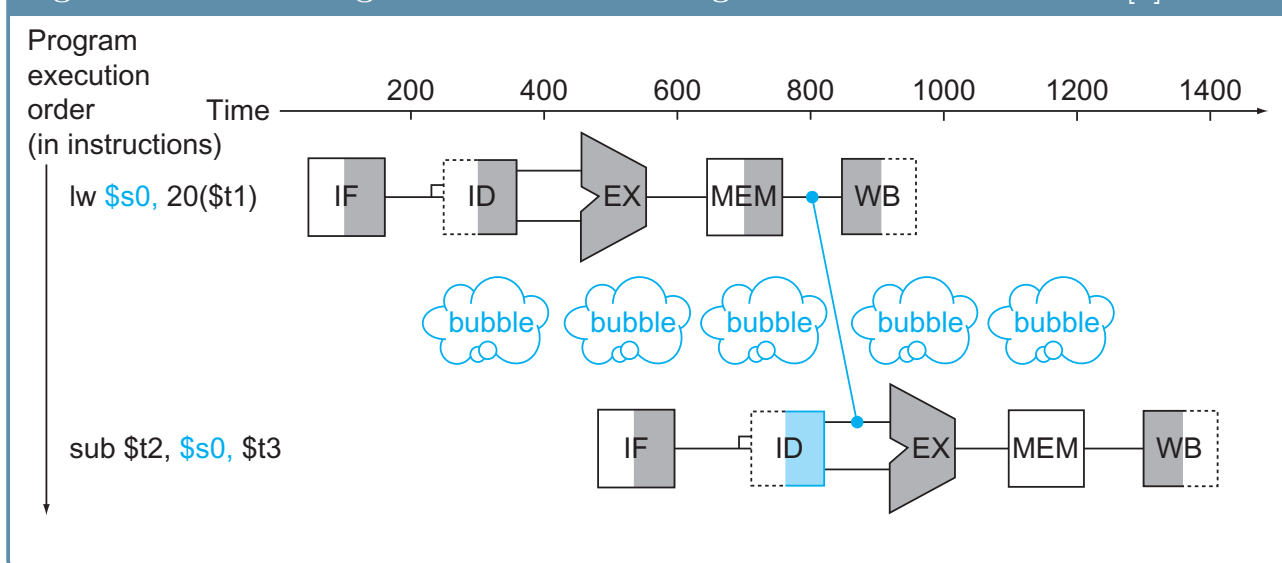 Program
execution
order
(in instructions)
Time
200 400 600 800 1000 1200 1400
lw $s0, 20($t1)
IF ID EX MEM WB
bubble bubble bubble bubble bubble
sub $t2, $s0, $t3
IF ID EX MEM WB